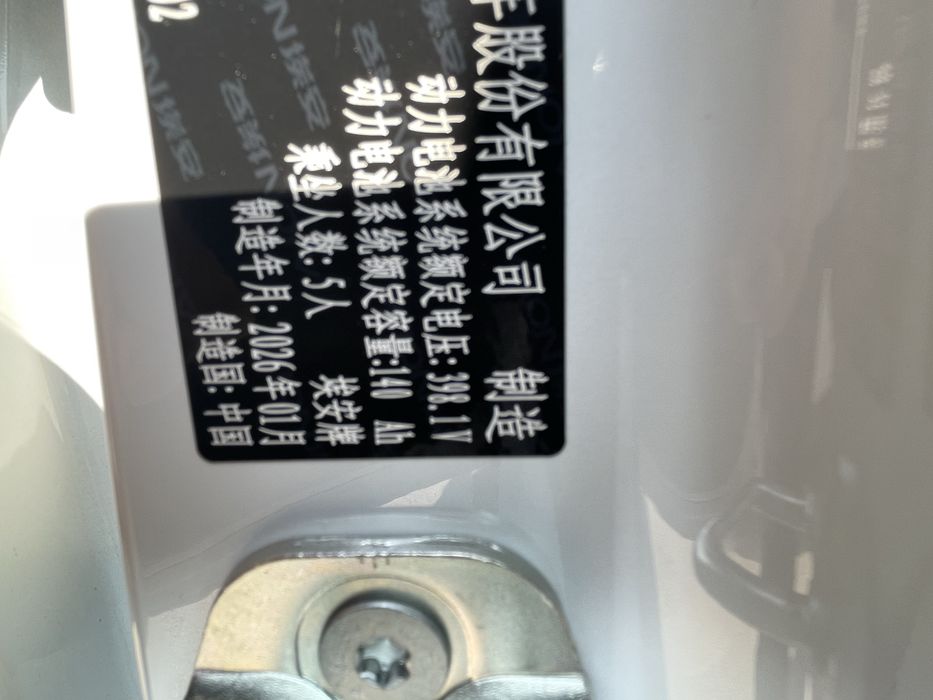 车股份有限公司 制造
动力电池系统额定电压: 398.1 V
动力电池系统额定容量:140 Ah
乘坐人数: 5人 埃安牌
制造年月: 2026年01月
制造国: 中国
02